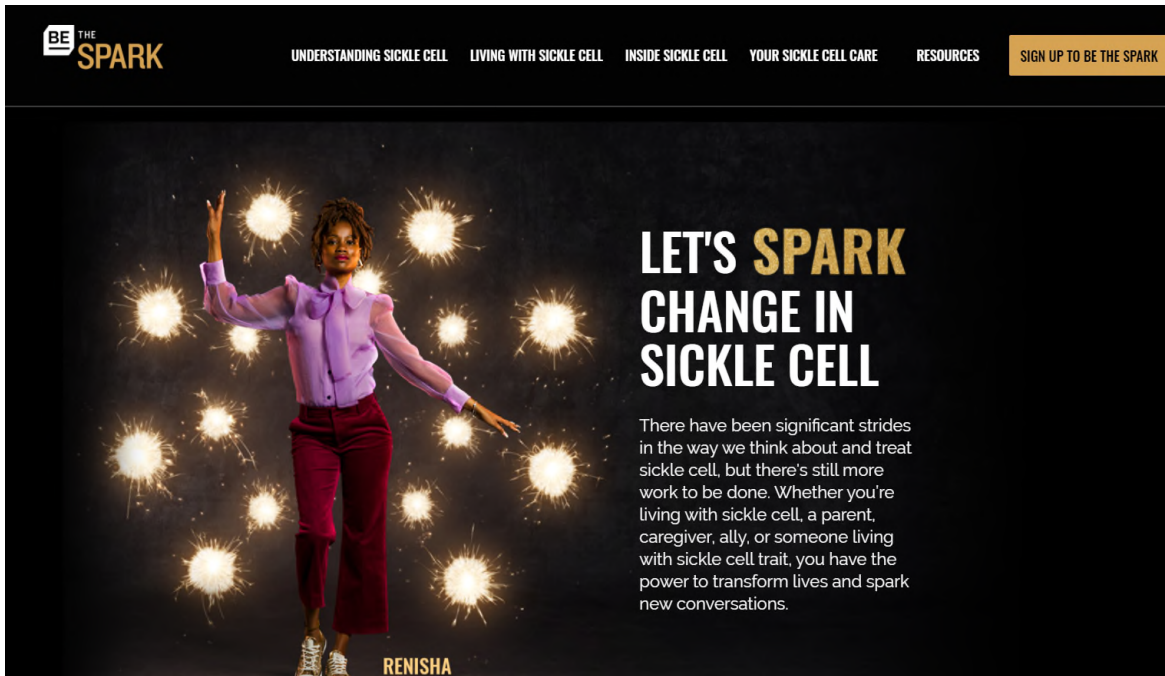 BE THE
SPARK
UNDERSTANDING SICKLE CELL LIVING WITH SICKLE CELL INSIDE SICKLE CELL YOUR SICKLE CELL CARE RESOURCES SIGN UP TO BE THE SPARK
LET'S SPARK
CHANGE IN
SICKLE CELL
There have been significant strides
in the way we think about and treat
sickle cell, but there's still more
work to be done. Whether you're
living with sickle cell, a parent,
caregiver, ally, or someone living
with sickle cell trait, you have the
power to transform lives and spark
new conversations.
RENISHA